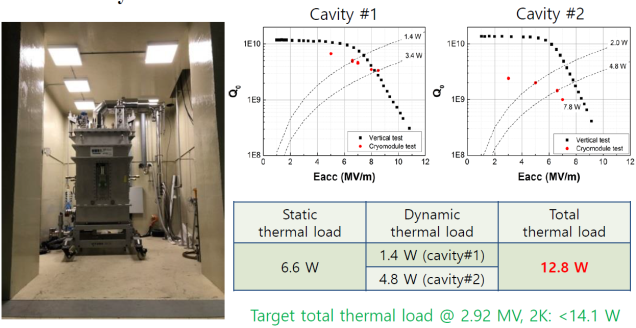 Cavity #1
Cavity #2
1E10
1E9
1E8
Q₀
0 2 4 6 8 10 12
Eacc (MV/m)
1.4 W
3.4 W
Vertical test
Cryomodule test
1E10
1E9
1E8
Q₀
0 2 4 6 8 10 12
Eacc (MV/m)
2.0 W
4.8 W
7.8 W
Vertical test
Cryomodule test
Static
thermal load
Dynamic
thermal load
Total
thermal load
6.6 W
1.4 W (cavity#1)
4.8 W (cavity#2)
12.8 W
Target total thermal load @ 2.92 MV, 2K: <14.1 W